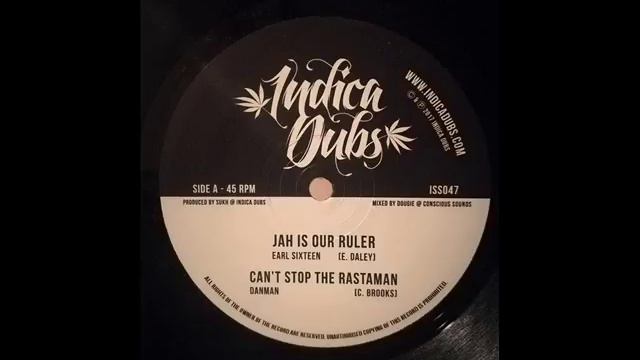 Indica
Dubs
WWW.INDICADUBS.COM
© & ℗ 2017 INDICA DUBS
SIDE A - 45 RPM
ISS047
PRODUCED BY SUKH @ INDICA DUBS
MIXED BY DOUGIE @ CONSCIOUS SOUNDS
JAH IS OUR RULER
EARL SIXTEEN (E. DALEY)
CAN'T STOP THE RASTAMAN
DANMAN (C. BROOKS)
ALL RIGHTS OF THE OWNER OF THE RECORD ARE RESERVED. UNAUTHORISED COPYING OF THIS RECORD IS PROHIBITED.